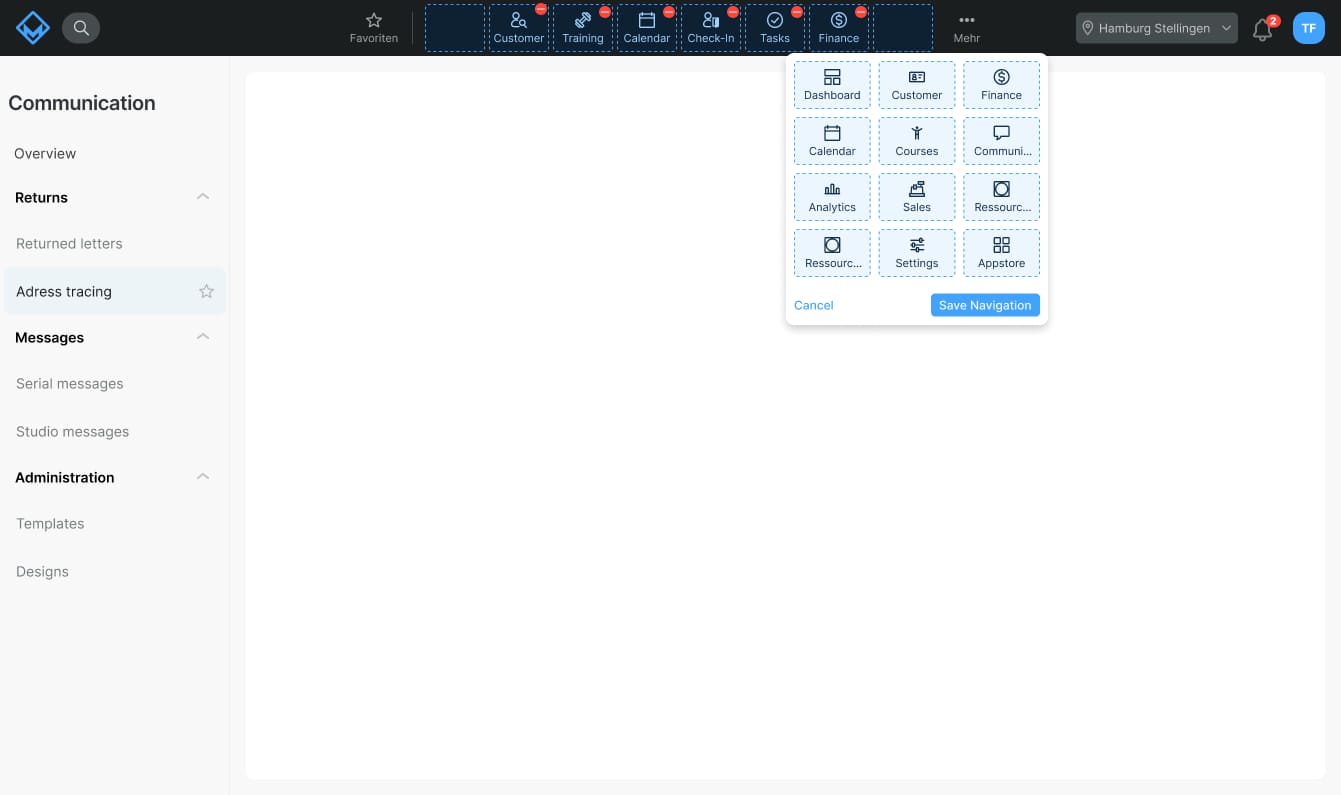 Favoriten
Customer
Training
Calendar
Check-In
Tasks
Finance
Mehr
Hamburg Stellingen
2
TF
Communication
Overview
Returns
Returned letters
Adress tracing
Messages
Serial messages
Studio messages
Administration
Templates
Designs
Dashboard
Customer
Finance
Calendar
Courses
Communi...
Analytics
Sales
Ressourc...
Ressourc...
Settings
Appstore
Cancel
Save Navigation